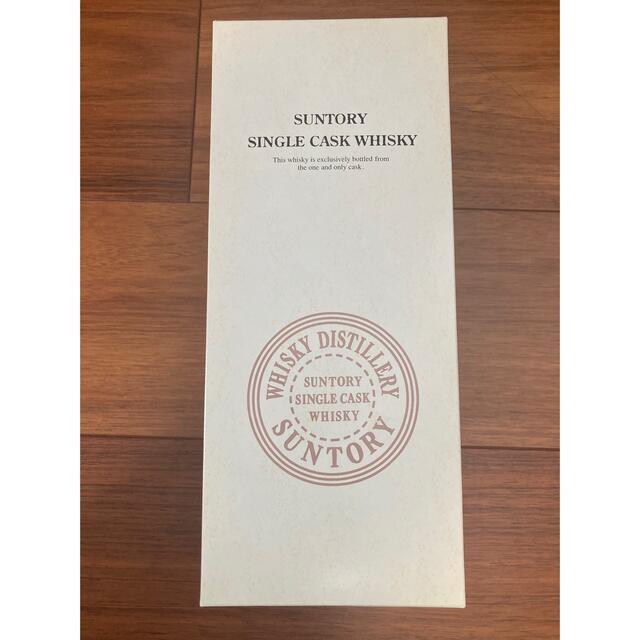 SUNTORY
SINGLE CASK WHISKY
This whisky is exclusively bottled from
the one and only cask.
WHISKY DISTILLERY
SUNTORY
SINGLE CASK
WHISKY
SUNTORY